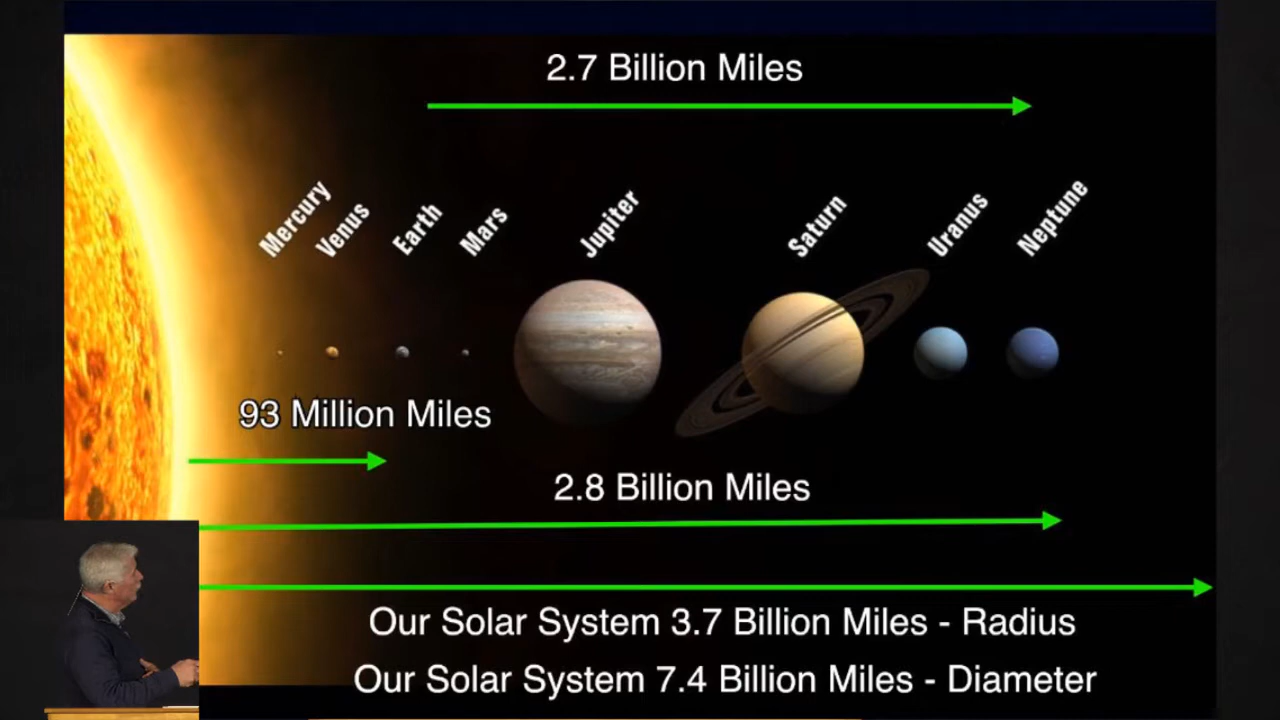 2.7 Billion Miles
Mercury
Venus
Earth
Mars
Jupiter
Saturn
Uranus
Neptune
93 Million Miles
2.8 Billion Miles
Our Solar System 3.7 Billion Miles - Radius
Our Solar System 7.4 Billion Miles - Diameter